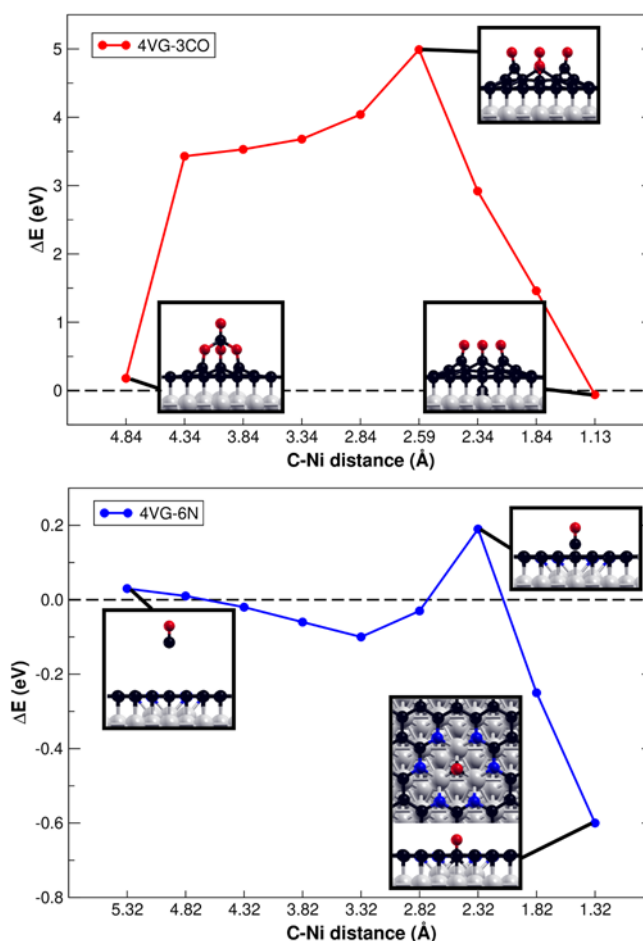 4VG-3CO
5
4
3
2
1
0
ΔE (eV)
4.84 4.34 3.84 3.34 2.84 2.59 2.34 1.84 1.13
C-Ni distance (Å)
4VG-6N
0.2
0.0
-0.2
-0.4
-0.6
-0.8
ΔE (eV)
5.32 4.82 4.32 3.82 3.32 2.82 2.32 1.82 1.32
C-Ni distance (Å)